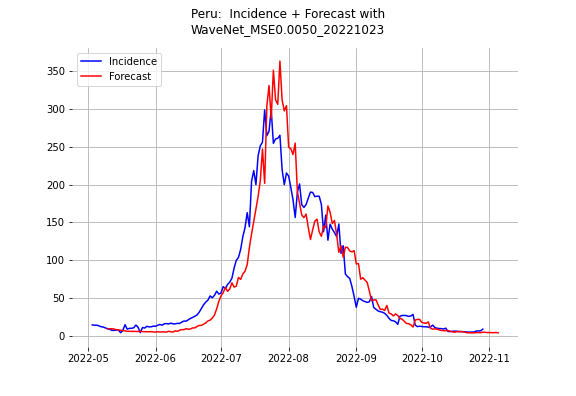 Peru:  Incidence + Forecast with
WaveNet_MSE0.0050_20221023
Incidence
Forecast
350
300
250
200
150
100
50
0
2022-05 2022-06 2022-07 2022-08 2022-09 2022-10 2022-11